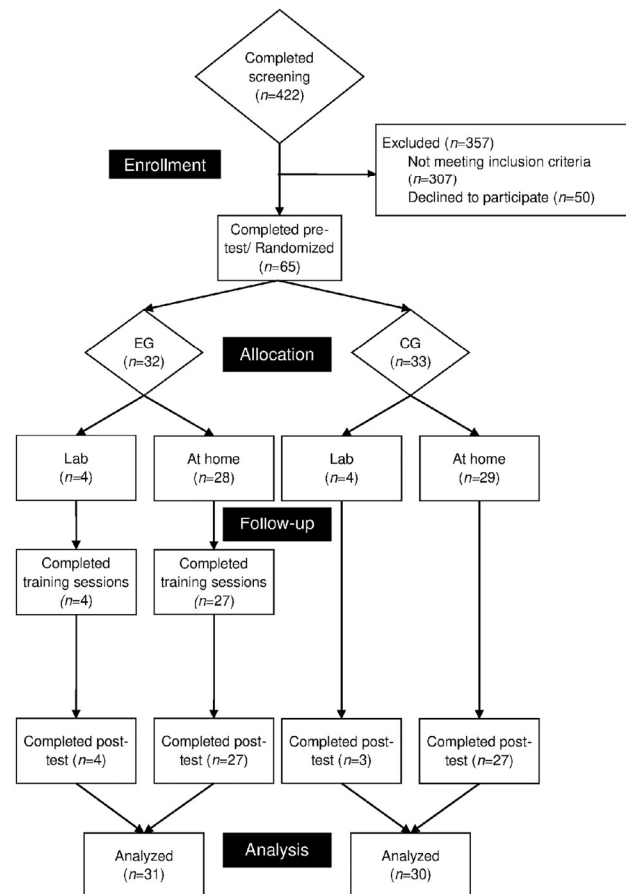 Completed
screening
(n=422)
Enrollment
Excluded (n=357)
Not meeting inclusion criteria
(n=307)
Declined to participate (n=50)
Completed pre-
test/ Randomized
(n=65)
EG
(n=32)
Allocation
CG
(n=33)
Lab
(n=4)
At home
(n=28)
Lab
(n=4)
At home
(n=29)
Follow-up
Completed
training sessions
(n=4)
Completed
training sessions
(n=27)
Completed post-
test (n=4)
Completed post-
test (n=27)
Completed post-
test (n=3)
Completed post-
test (n=27)
Analyzed
(n=31)
Analysis
Analyzed
(n=30)